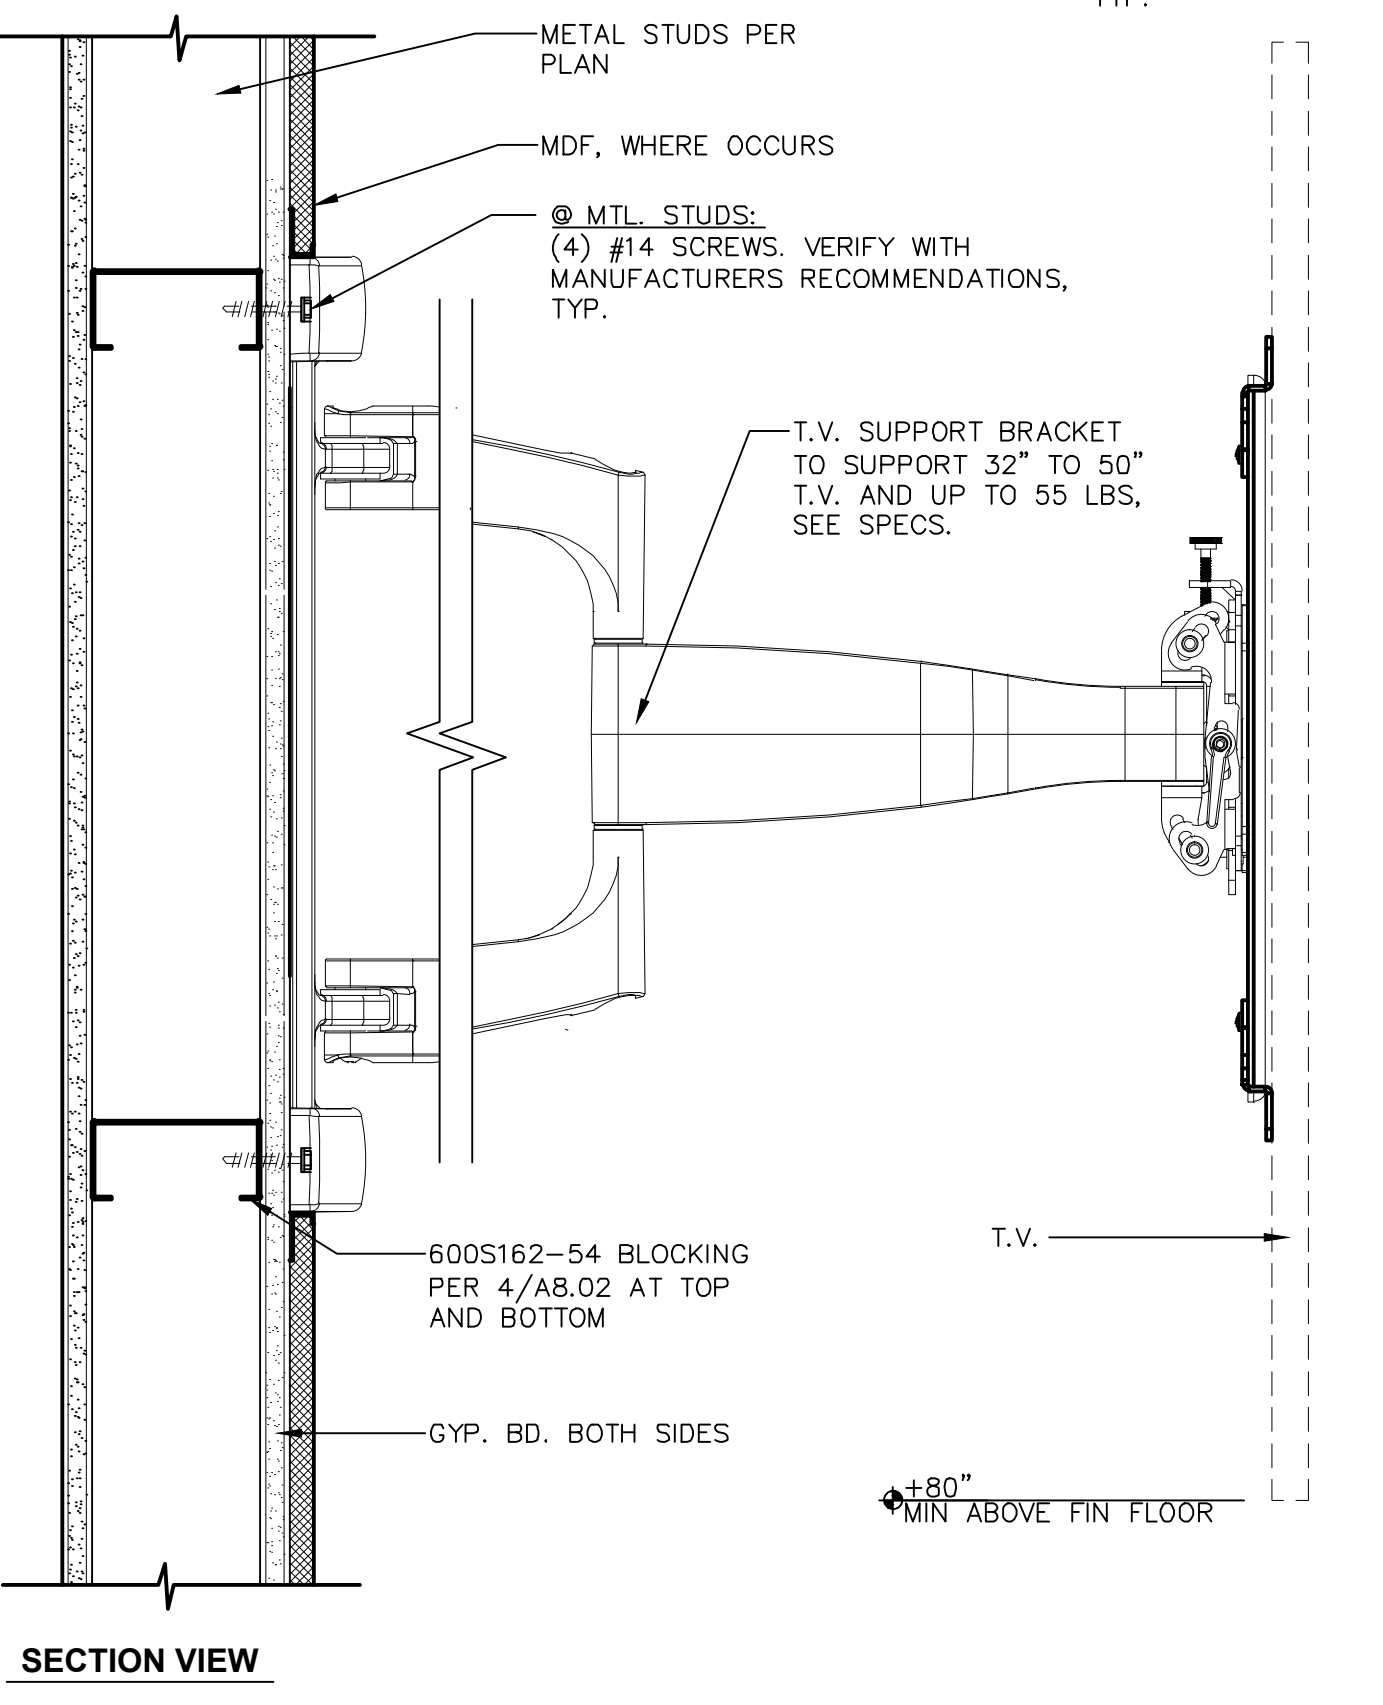 TYP.
METAL STUDS PER
PLAN
MDF, WHERE OCCURS
@ MTL. STUDS:
(4) #14 SCREWS. VERIFY WITH
MANUFACTURERS RECOMMENDATIONS,
TYP.
T.V. SUPPORT BRACKET
TO SUPPORT 32” TO 50”
T.V. AND UP TO 55 LBS,
SEE SPECS.
600S162-54 BLOCKING
PER 4/A8.02 AT TOP
AND BOTTOM
T.V.
GYP. BD. BOTH SIDES
+80”
MIN ABOVE FIN FLOOR
SECTION VIEW